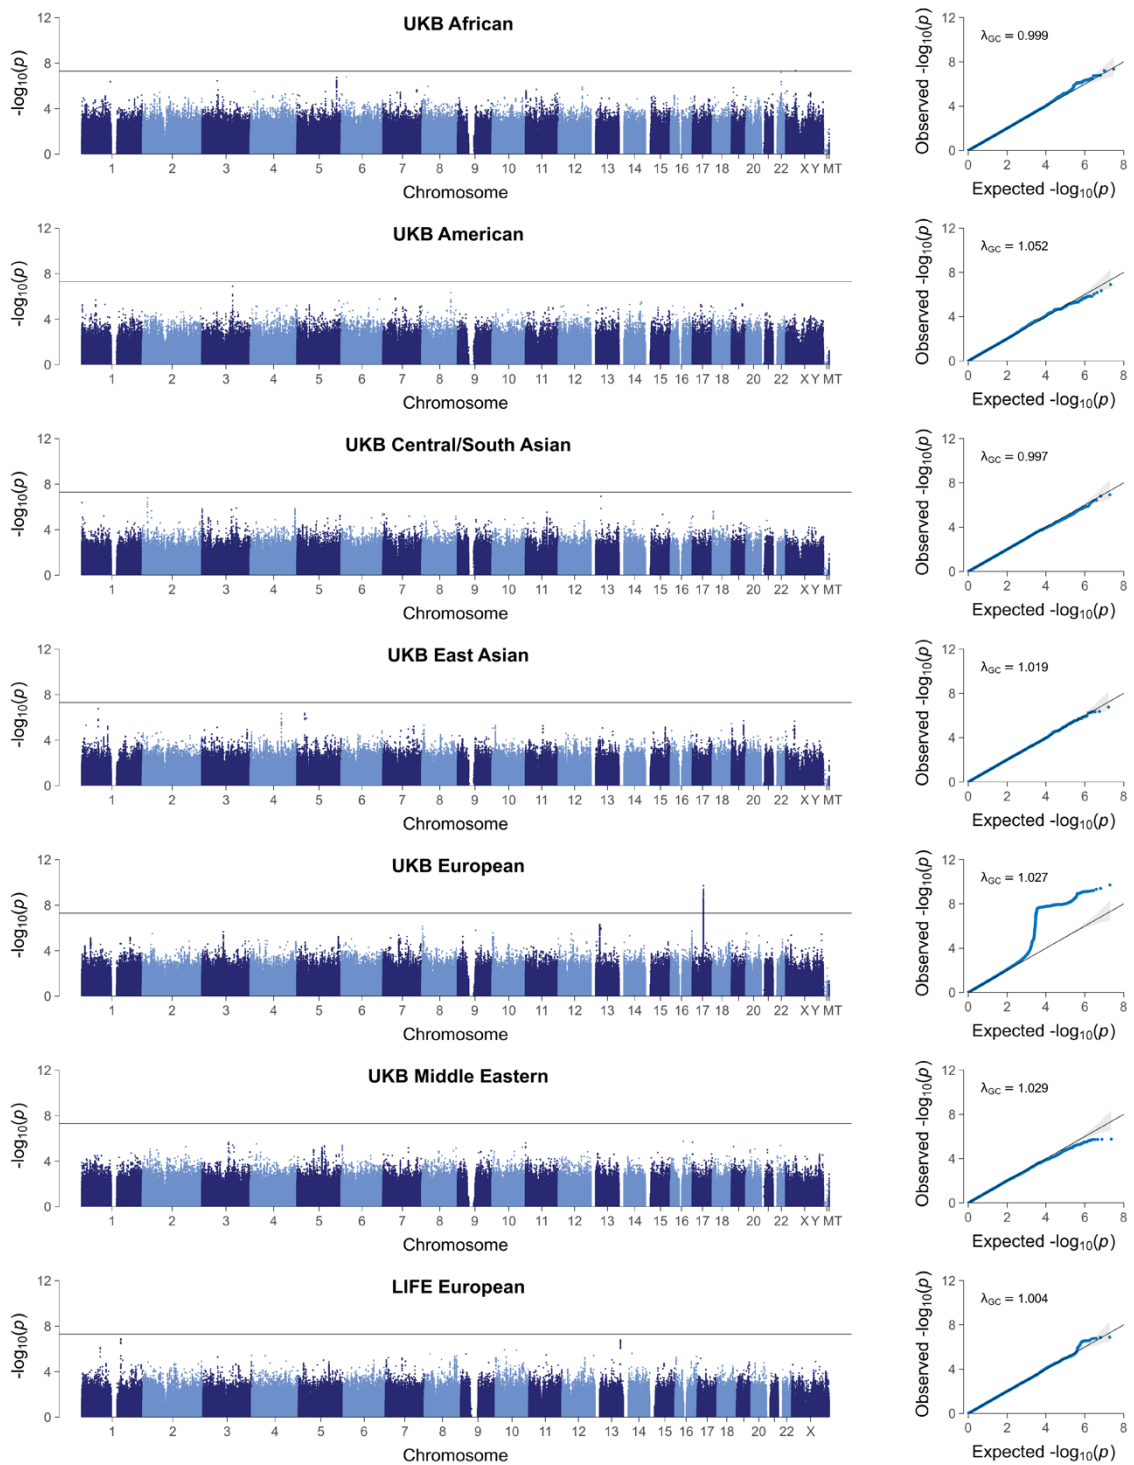 UKB African
12
8
4
0
-log10(p)
1 2 3 4 5 6 7 8 9 10 11 12 13 14 15 16 17 18 20 22 X Y MT
Chromosome
λGC = 0.999
12
8
4
0
Observed -log10(p)
0 2 4 6 8
Expected -log10(p)
UKB American
12
8
4
0
-log10(p)
1 2 3 4 5 6 7 8 9 10 11 12 13 14 15 16 17 18 20 22 X Y MT
Chromosome
λGC = 1.052
12
8
4
0
Observed -log10(p)
0 2 4 6 8
Expected -log10(p)
UKB Central/South Asian
12
8
4
0
-log10(p)
1 2 3 4 5 6 7 8 9 10 11 12 13 14 15 16 17 18 20 22 X Y MT
Chromosome
λGC = 0.997
12
8
4
0
Observed -log10(p)
0 2 4 6 8
Expected -log10(p)
UKB East Asian
12
8
4
0
-log10(p)
1 2 3 4 5 6 7 8 9 10 11 12 13 14 15 16 17 18 20 22 X Y MT
Chromosome
λGC = 1.019
12
8
4
0
Observed -log10(p)
0 2 4 6 8
Expected -log10(p)
UKB European
12
8
4
0
-log10(p)
1 2 3 4 5 6 7 8 9 10 11 12 13 14 15 16 17 18 20 22 X Y MT
Chromosome
λGC = 1.027
12
8
4
0
Observed -log10(p)
0 2 4 6 8
Expected -log10(p)
UKB Middle Eastern
12
8
4
0
-log10(p)
1 2 3 4 5 6 7 8 9 10 11 12 13 14 15 16 17 18 20 22 X Y MT
Chromosome
λGC = 1.029
12
8
4
0
Observed -log10(p)
0 2 4 6 8
Expected -log10(p)
LIFE European
12
8
4
0
-log10(p)
1 2 3 4 5 6 7 8 9 10 11 12 13 14 15 16 17 18 20 22 X
Chromosome
λGC = 1.004
12
8
4
0
Observed -log10(p)
0 2 4 6 8
Expected -log10(p)